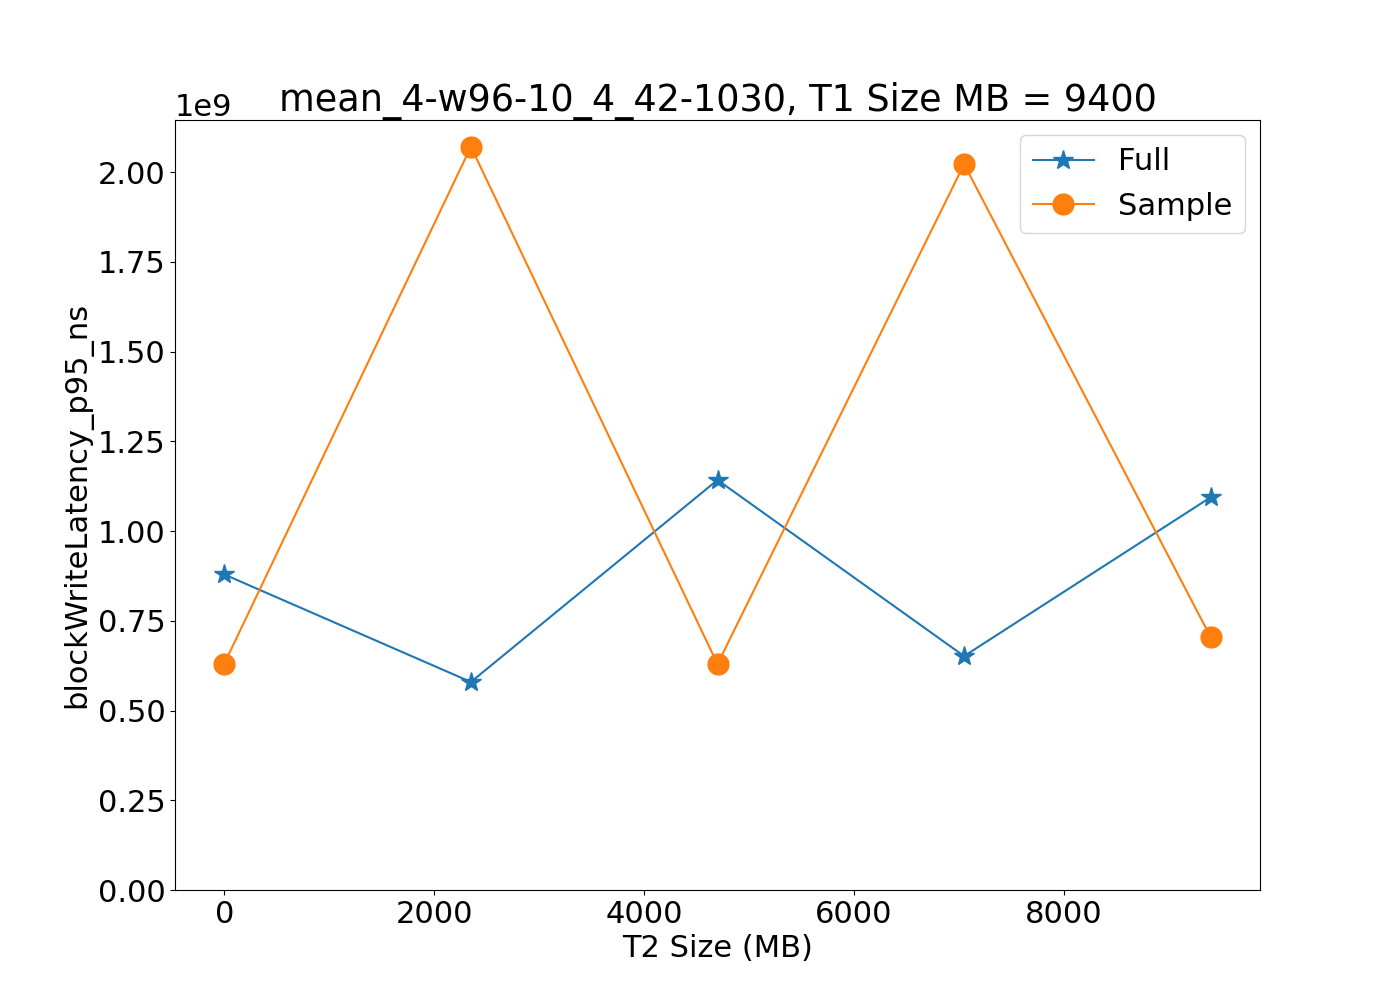 mean_4-w96-10_4_42-1030, T1 Size MB = 9400
1e9
Full
Sample
2.00
1.75
1.50
1.25
1.00
0.75
0.50
0.25
0.00
blockWriteLatency_p95_ns
0 2000 4000 6000 8000
T2 Size (MB)